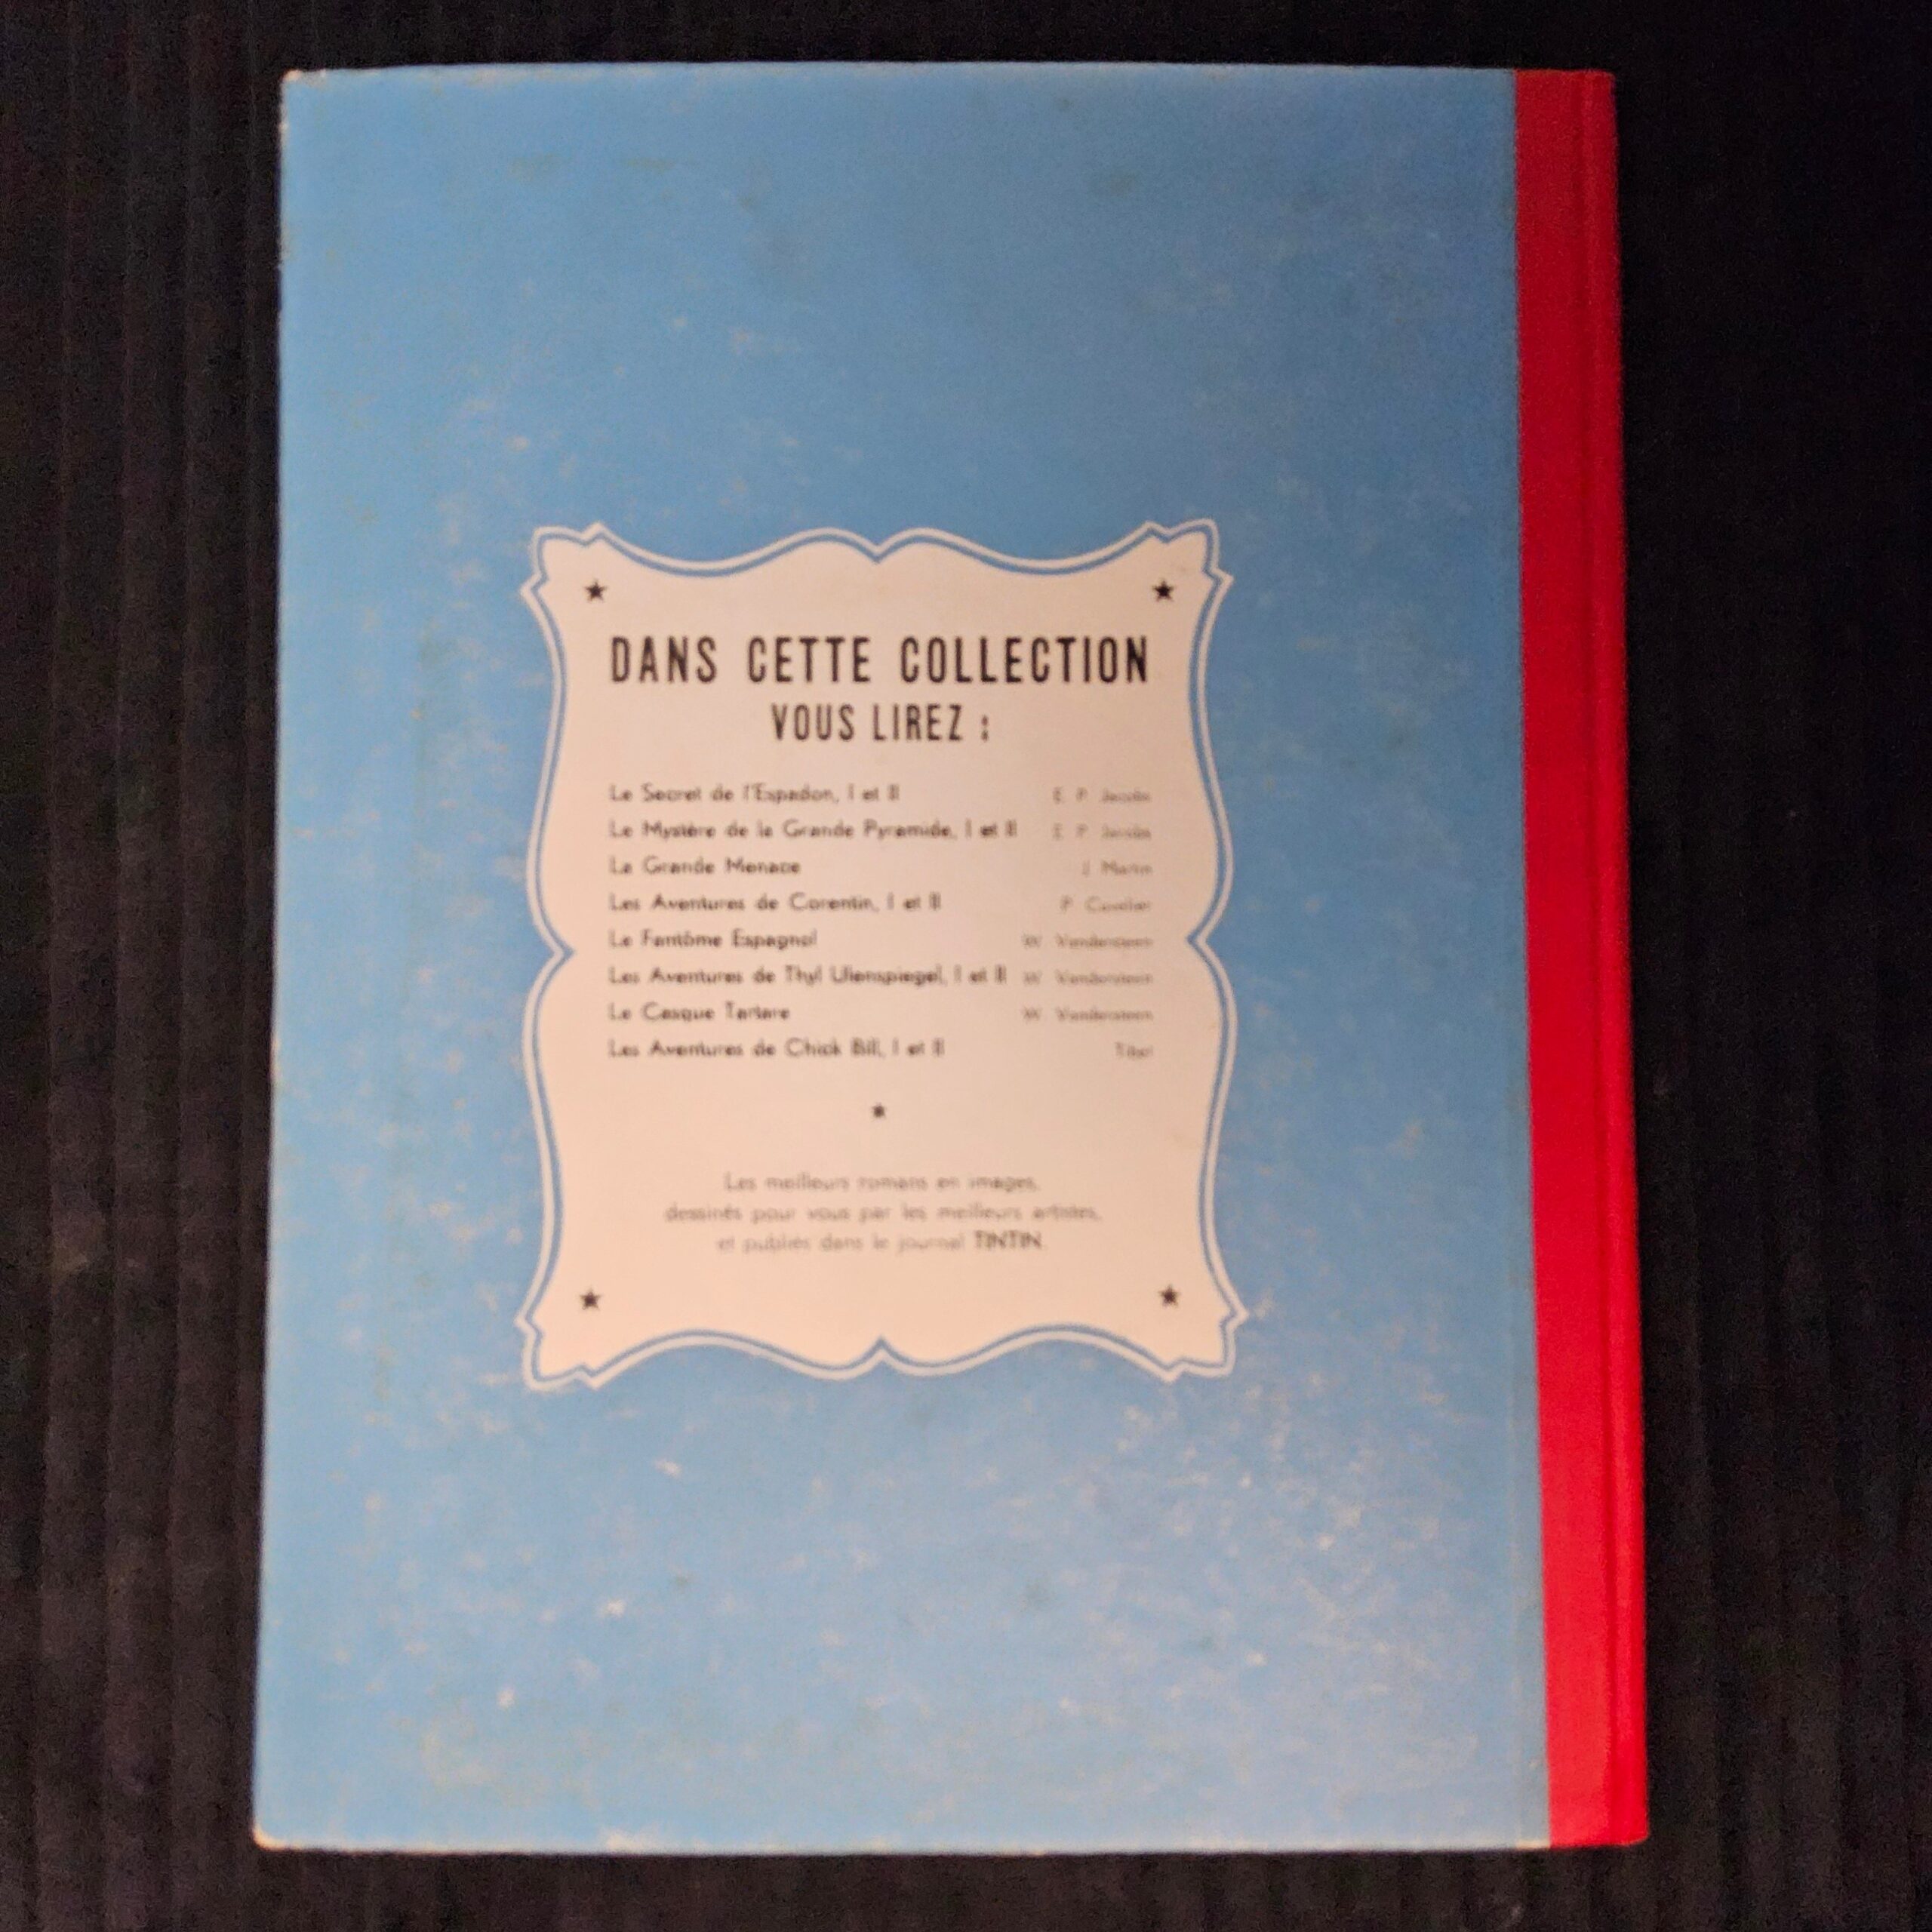 DANS CETTE COLLECTION
VOUS LIREZ :
Le Secret de l'Espadon, I et II E. P. Jacobs
Le Mystère de la Grande Pyramide, I et II E. P. Jacobs
La Grande Menace J. Martin
Les Aventures de Corentin, I et II P. Cuvelier
Le Fantôme Espagnol W. Vandersteen
Les Aventures de Thyl Ulenspiegel, I et II W. Vandersteen
Le Casque Tartare W. Vandersteen
Les Aventures de Chick Bill, I et II Tibet
Les meilleurs romans en images,
dessinés pour vous par les meilleurs artistes,
et publiés dans le journal TINTIN.